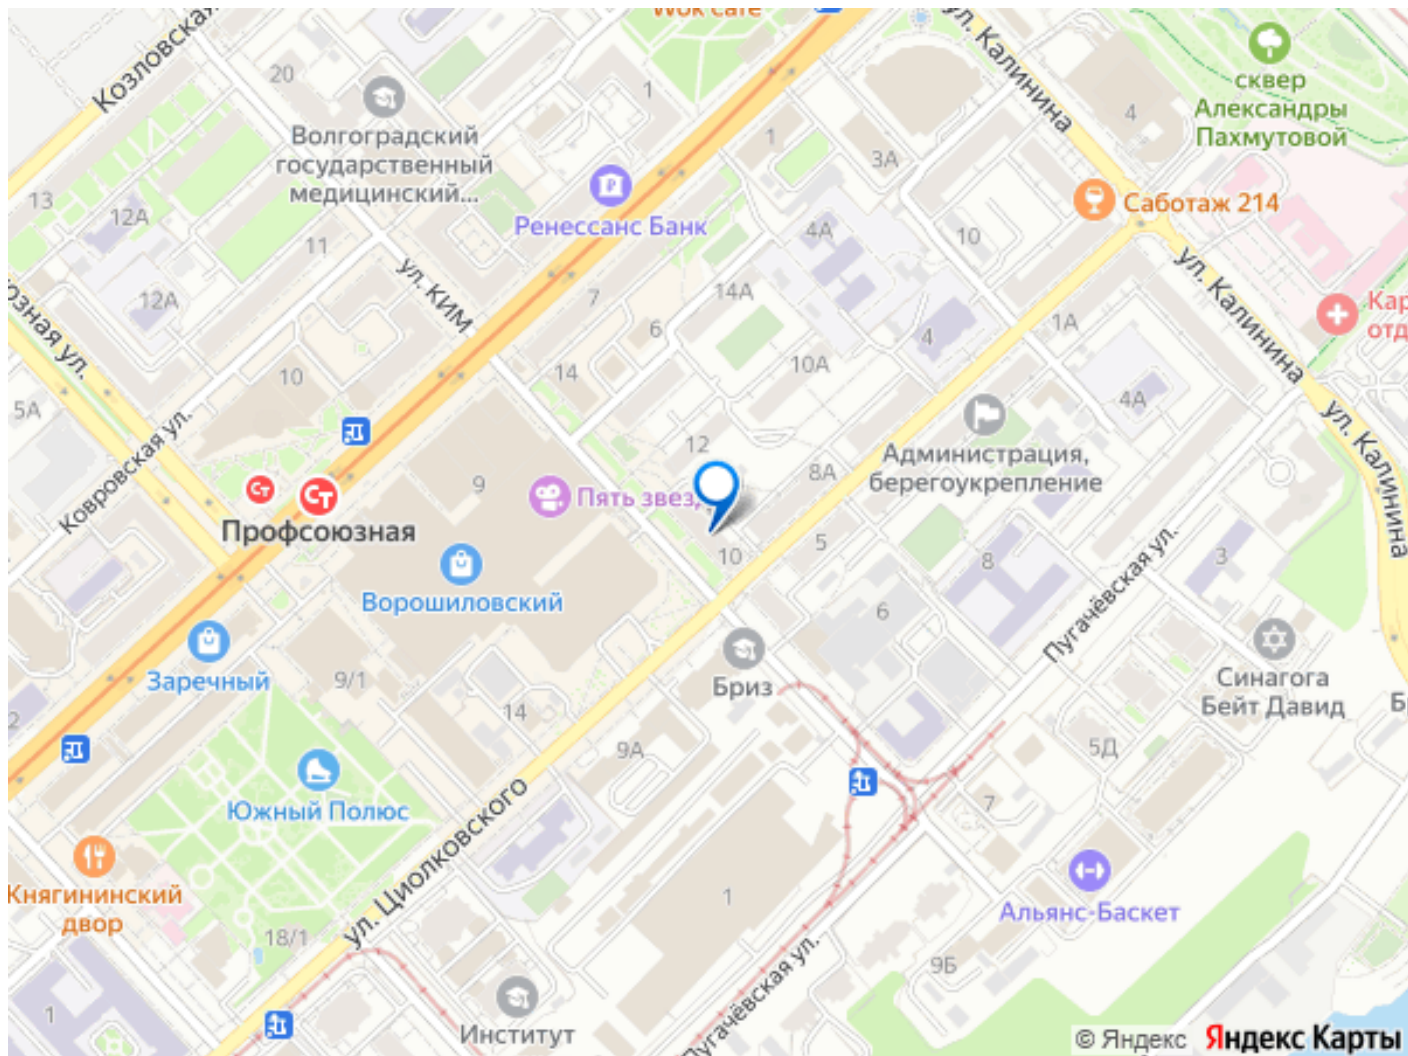 Wok cafe
Козловская
ул. Калинина
20
1
4
сквер
Александры
Пахмутовой
Волгоградский
государственный
медицинский...
1
3А
13
12А
Ренессанс Банк
Саботаж 214
11
4А
10
ул. Калинина
12А
ул. КИМ
7
14А
6
4
1А
Кар
отд
озная ул.
10
14
10А
5А
4А
ул. Калинина
Ковровская ул.
12
Администрация,
берегоукрепление
9
Пять звезд
8А
Профсоюзная
10
5
8
3
Пугачёвская ул.
Ворошиловский
6
Заречный
9/1
Бриз
Синагога
Бейт Давид
Б
2
14
9А
5Д
7
Южный Полюс
ул. Циолковского
Княгининский
двор
1
Альянс-Баскет
18/1
9Б
1
Институт
Пугачёвская ул.
© Яндекс Яндекс Карты